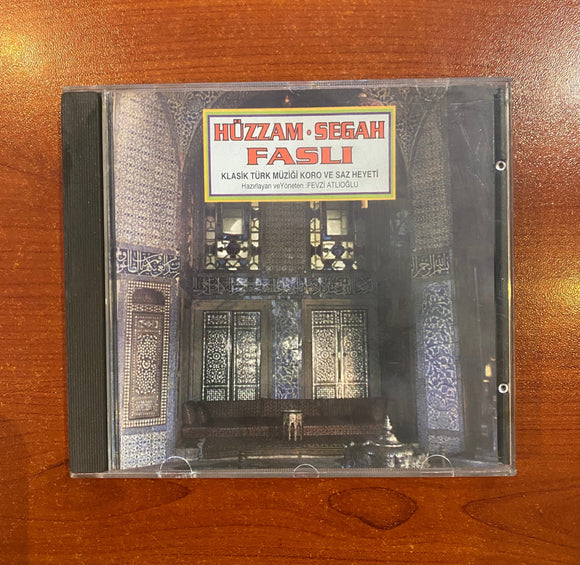 HÜZZAM • SEGAH
FASLI
KLASİK TÜRK MÜZİĞİ KORO VE SAZ HEYETİ
Hazırlayan veYöneten :FEVZİ ATLIOĞLU